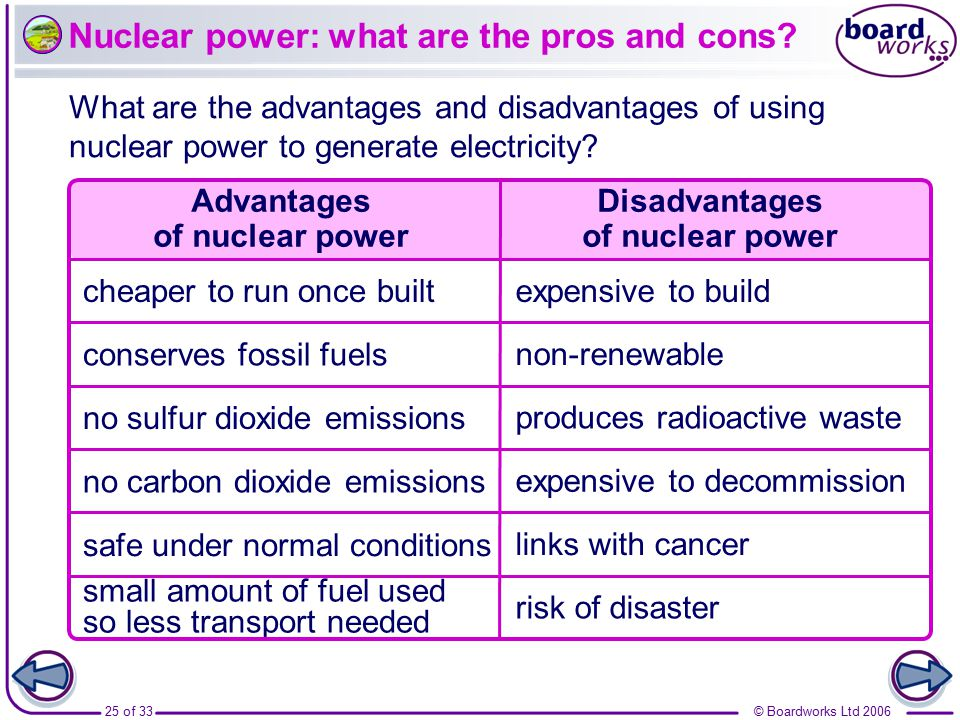 Nuclear power: what are the pros and cons?
board
works
What are the advantages and disadvantages of using
nuclear power to generate electricity?
Advantages
of nuclear power
Disadvantages
of nuclear power
cheaper to run once built
expensive to build
conserves fossil fuels
non-renewable
no sulfur dioxide emissions
produces radioactive waste
no carbon dioxide emissions
expensive to decommission
safe under normal conditions
links with cancer
small amount of fuel used
so less transport needed
risk of disaster
25 of 33
© Boardworks Ltd 2006